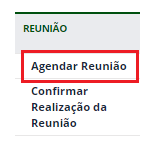 REUNIÃO
Agendar Reunião
Confirmar
Realização da
Reunião